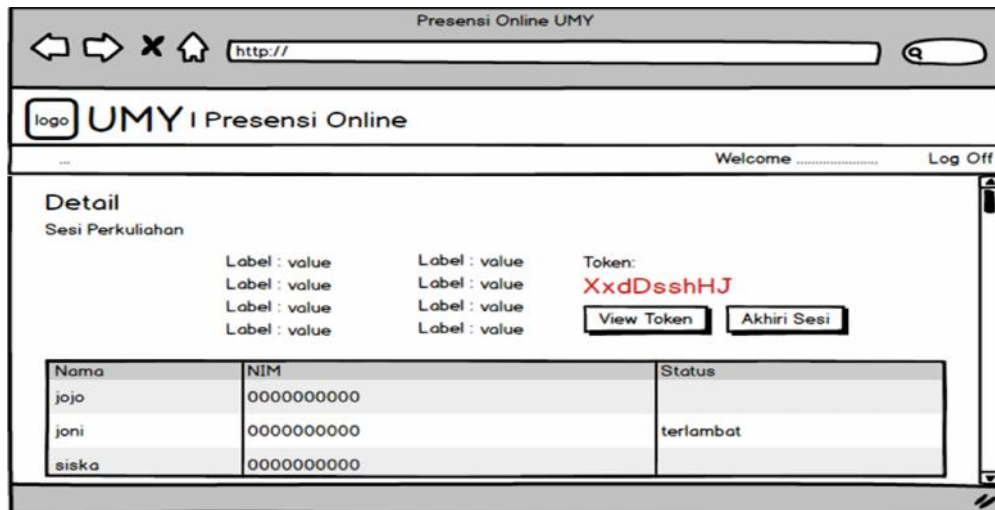 Presensi Online UMY
http://
logo UMY | Presensi Online
... Welcome ...................... Log Off
Detail
Sesi Perkuliahan
Label : value Label : value Token:
Label : value Label : value XxdDsshHJ
Label : value Label : value View Token Akhiri Sesi
Label : value Label : value
Nama NIM Status
jojo 0000000000
joni 0000000000 terlambat
siska 0000000000